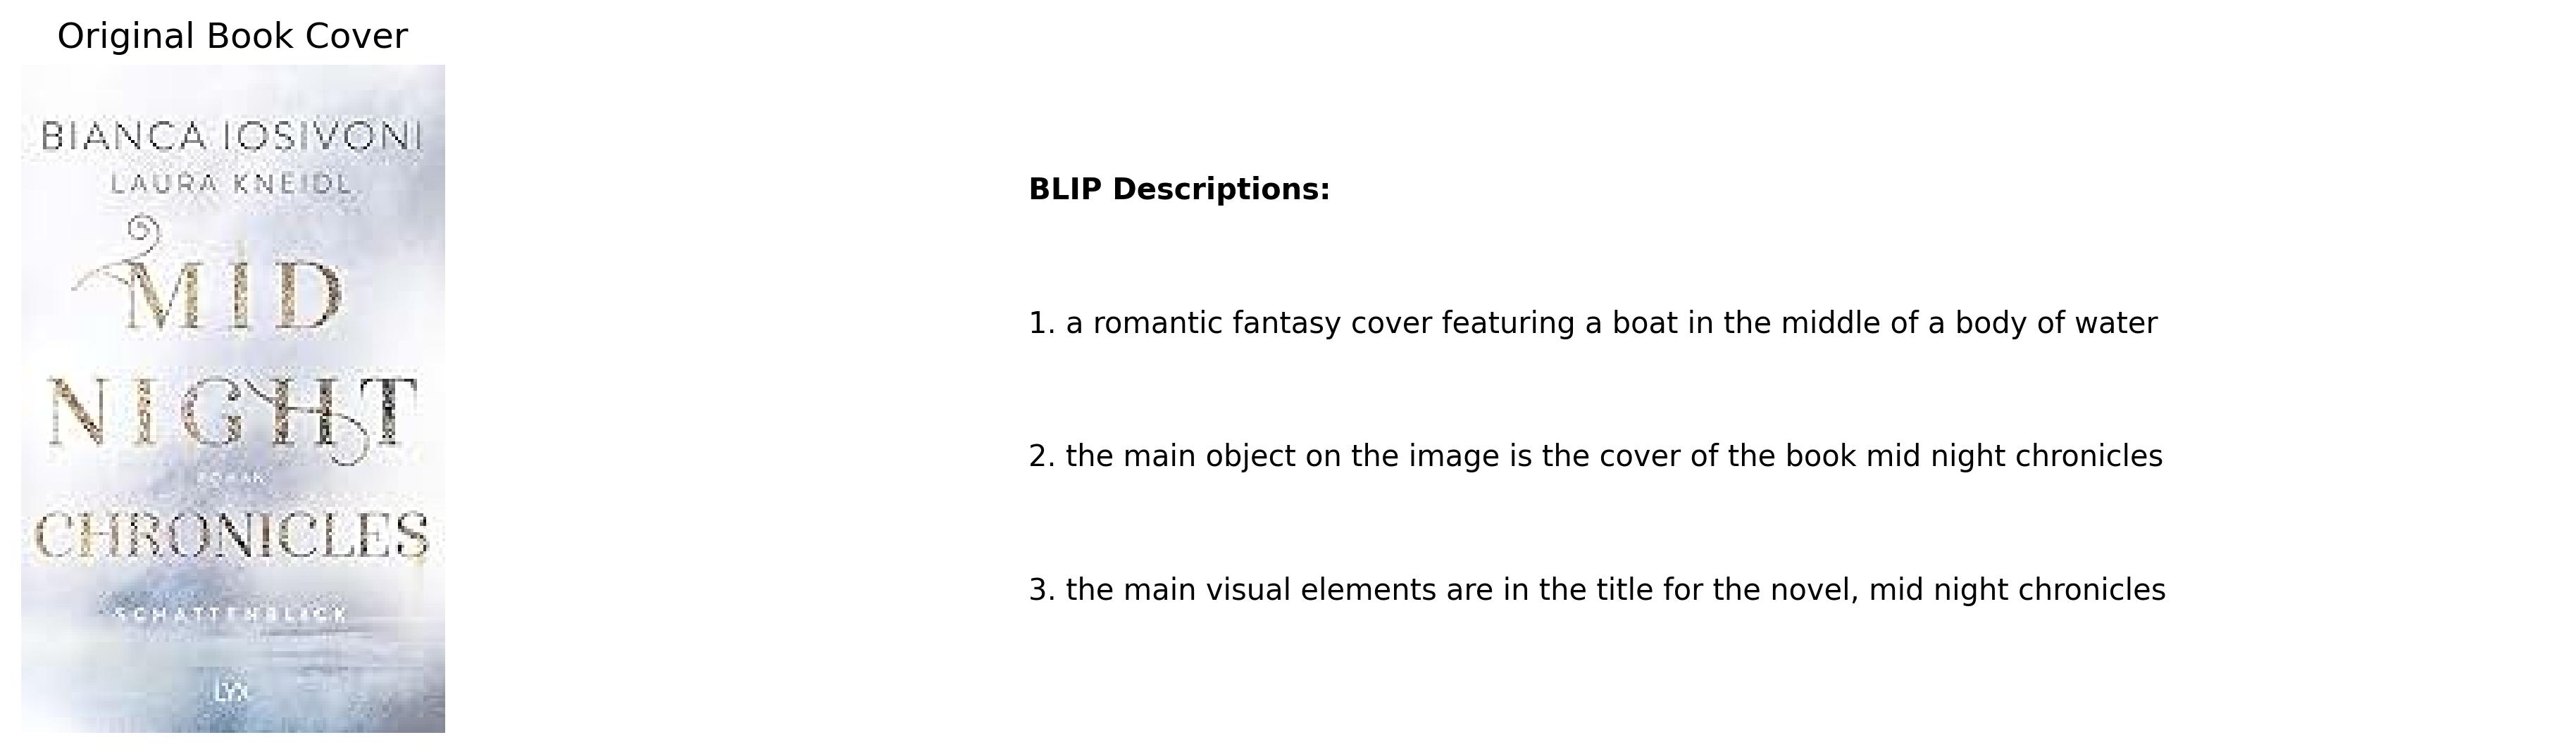 Original Book Cover
BIANCA IOSIVONI
LAURA KNEIDL
MID
NIGHT
ROMAN
CHRONICLES
SCHATTENBLICK
LYX
BLIP Descriptions:
1. a romantic fantasy cover featuring a boat in the middle of a body of water
2. the main object on the image is the cover of the book mid night chronicles
3. the main visual elements are in the title for the novel, mid night chronicles